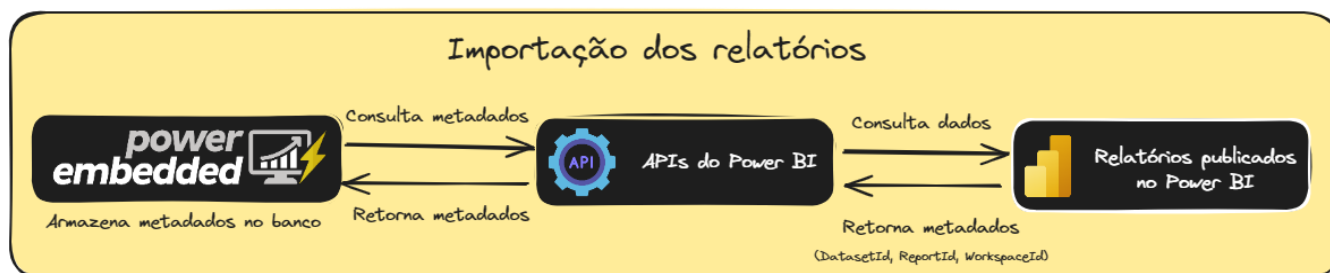 Importação dos relatórios
power
embedded
Armazena metadados no banco
Consulta metadados
Retorna metadados
API
APIs do Power BI
Consulta dados
Retorna metadados
(DatasetId, ReportId, WorkspaceId)
Relatórios publicados
no Power BI